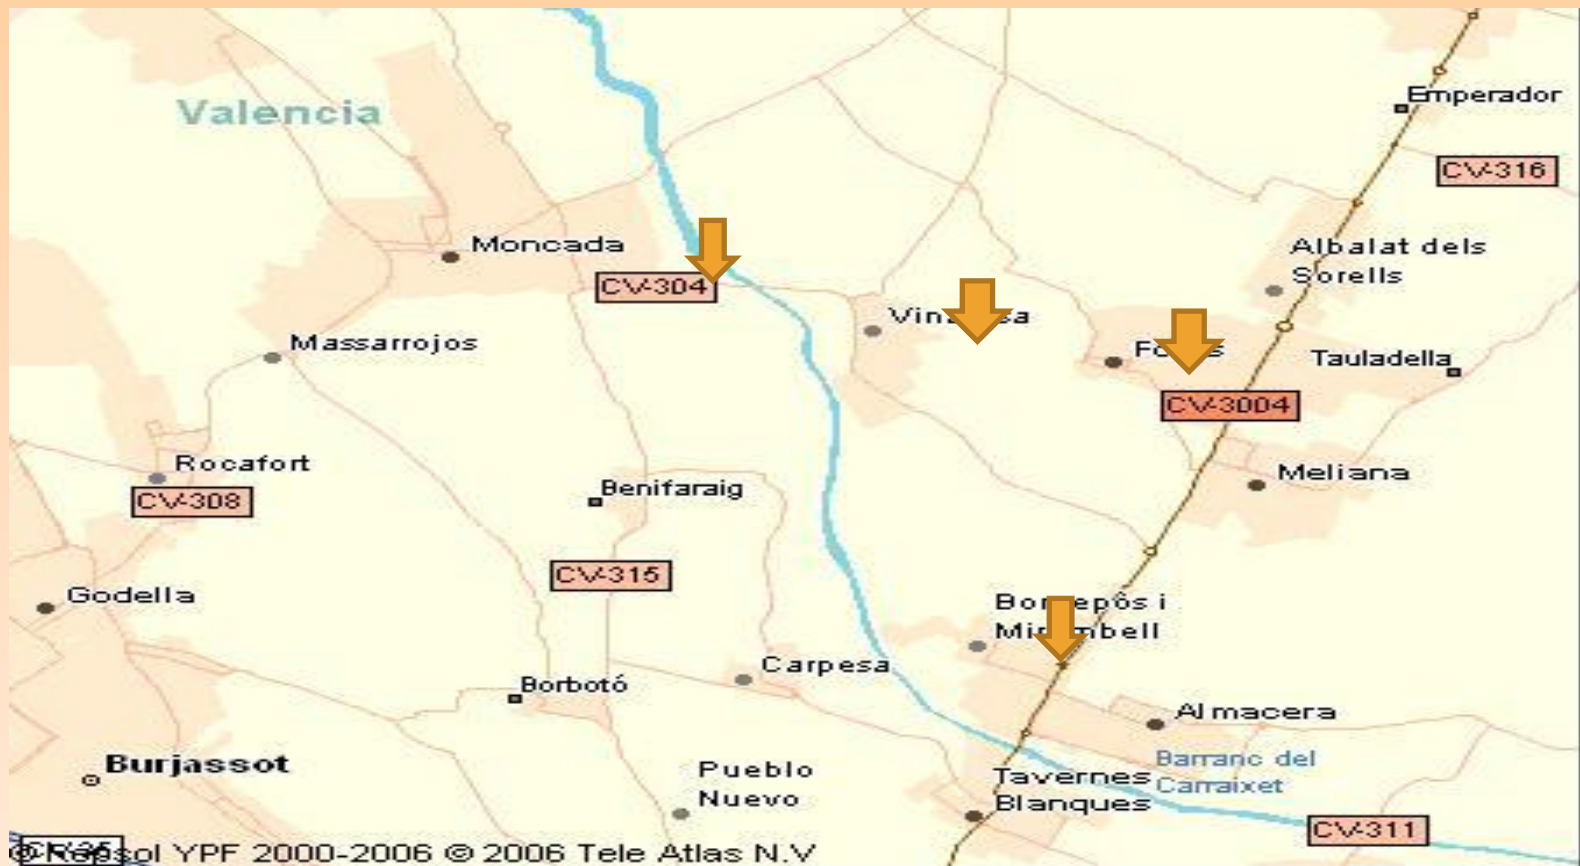 Emperador
Valencia
CV-316
Moncada
Albalat dels
Sorells
CV-304
Massarrojos
Tauladella
CV-3004
Rocafort
Meliana
CV-308
Benifaraig
CV-315
Godella
i
Carpesa
Borbotó
Almacera
Burjassot
Pueblo
Nuevo
Barranc del
Carraixet
Tavernes
Blanques
CV-311
© Repsol YPF 2000-2006 © 2006 Tele Atlas N.V